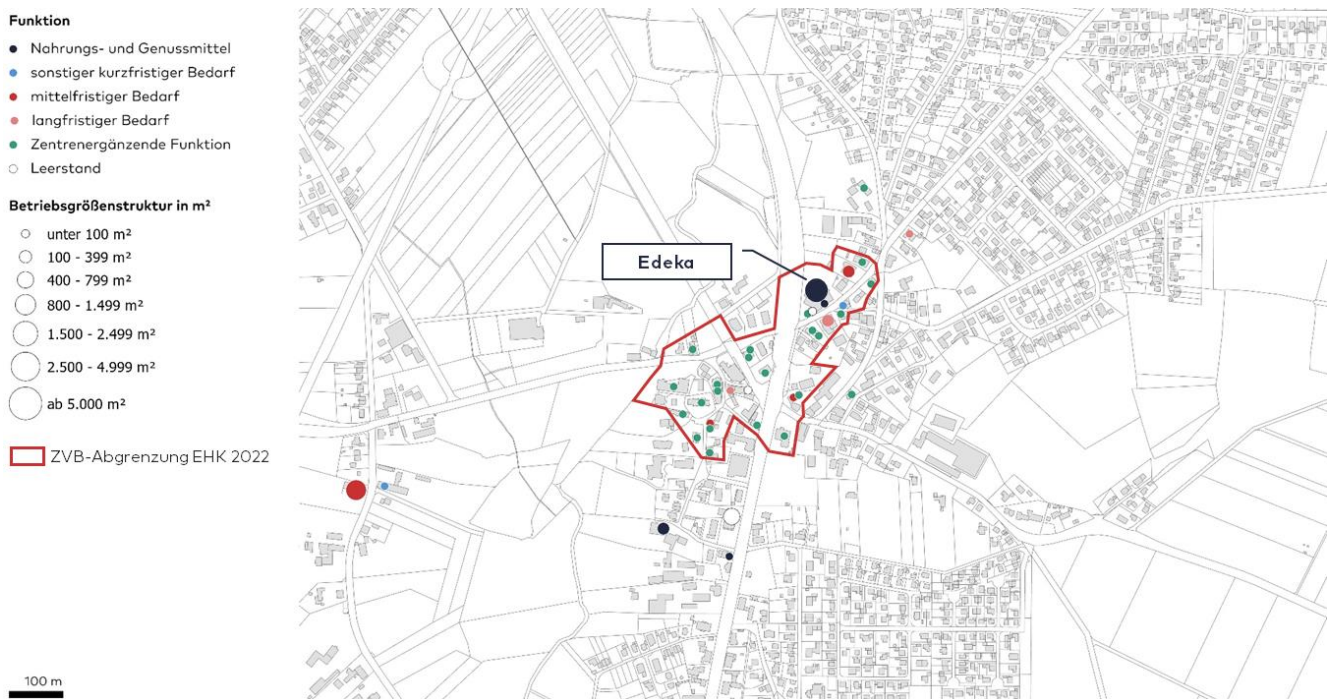 Funktion
Nahrungs- und Genussmittel
sonstiger kurzfristiger Bedarf
mittelfristiger Bedarf
langfristiger Bedarf
Zentrenergänzende Funktion
Leerstand
Betriebsgrößenstruktur in m²
unter 100 m²
100 - 399 m²
400 - 799 m²
800 - 1.499 m²
1.500 - 2.499 m²
2.500 - 4.999 m²
ab 5.000 m²
ZVB-Abgrenzung EHK 2022
100 m
Edeka